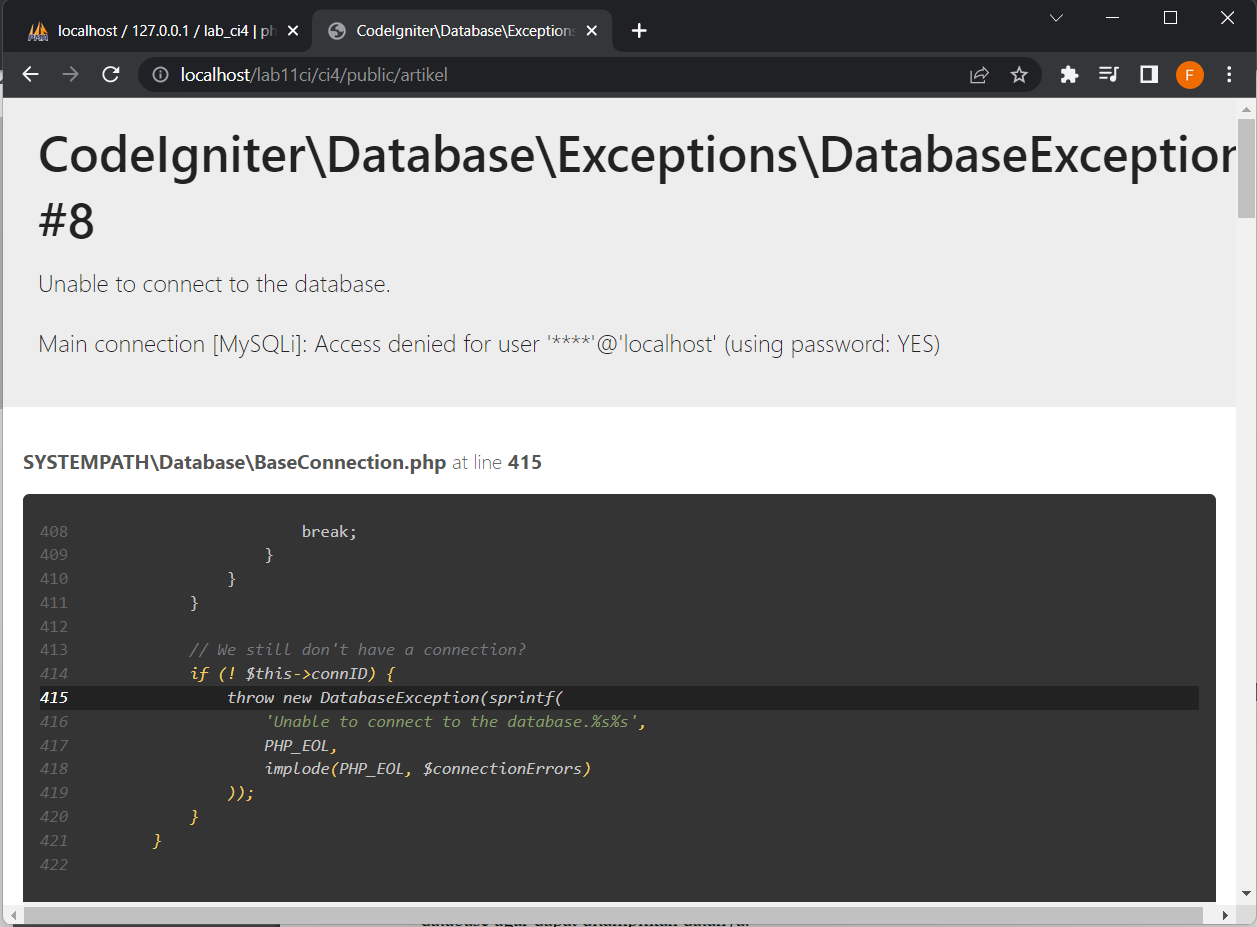 localhost / 127.0.0.1 / lab_ci4 | ph
CodeIgniter\Database\Exceptions
localhost/lab11ci/ci4/public/artikel
F
CodeIgniter\Database\Exceptions\DatabaseException
#8
Unable to connect to the database.
Main connection [MySQLi]: Access denied for user '****'@'localhost' (using password: YES)
SYSTEMPATH\Database\BaseConnection.php at line 415
408 break;
409 }
410 }
411 }
412
413 // We still don't have a connection?
414 if (! $this->connID) {
415 throw new DatabaseException(sprintf(
416 'Unable to connect to the database.%s%s',
417 PHP_EOL,
418 implode(PHP_EOL, $connectionErrors)
419 ));
420 }
421 }
422